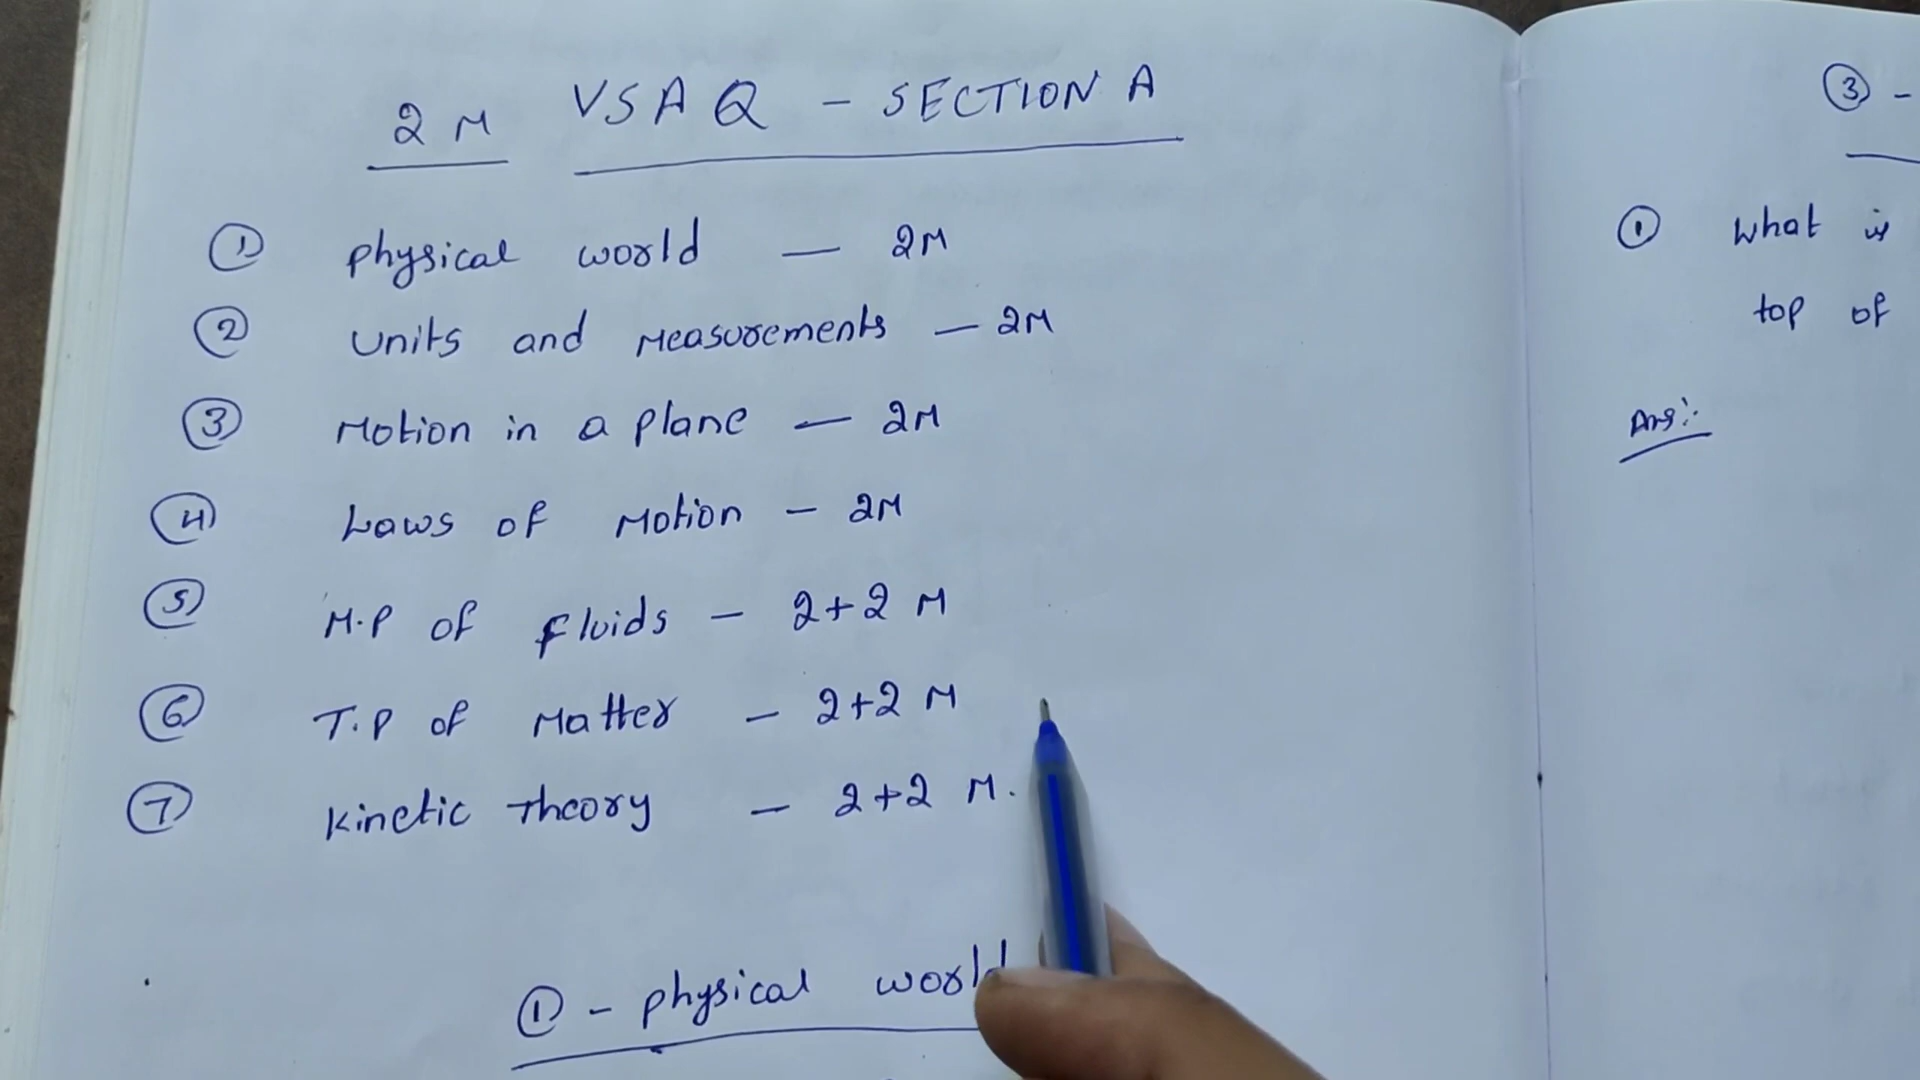 2M VSAQ - SECTION A
① Physical world — 2M
② Units and Measurements — 2M
③ Motion in a plane — 2M
④ Laws of Motion - 2M
⑤ M.P of Fluids - 2+2 M
⑥ T.P of Matter - 2+2 M
⑦ Kinetic Theory - 2+2 M.
① - physical world
③ -
① What is
top of
Ans:-